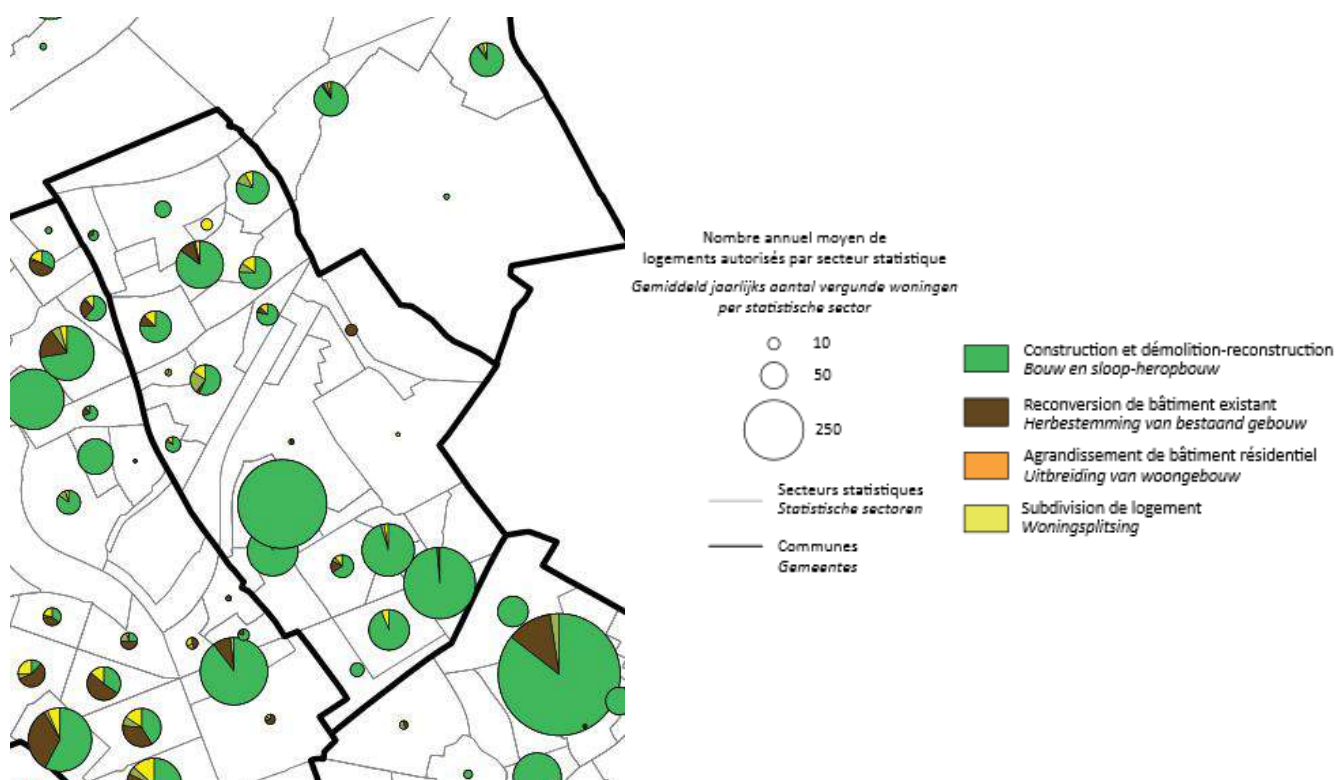 Nombre annuel moyen de
logements autorisés par secteur statistique
Gemiddeld jaarlijks aantal vergunde woningen
per statistische sector
10
50
250
Secteurs statistiques
Statistische sectoren
Communes
Gemeentes
Construction et démolition-reconstruction
Bouw en sloop-heropbouw
Reconversion de bâtiment existant
Herbestemming van bestaand gebouw
Agrandissement de bâtiment résidentiel
Uitbreiding van woongebouw
Subdivision de logement
Woningsplitsing